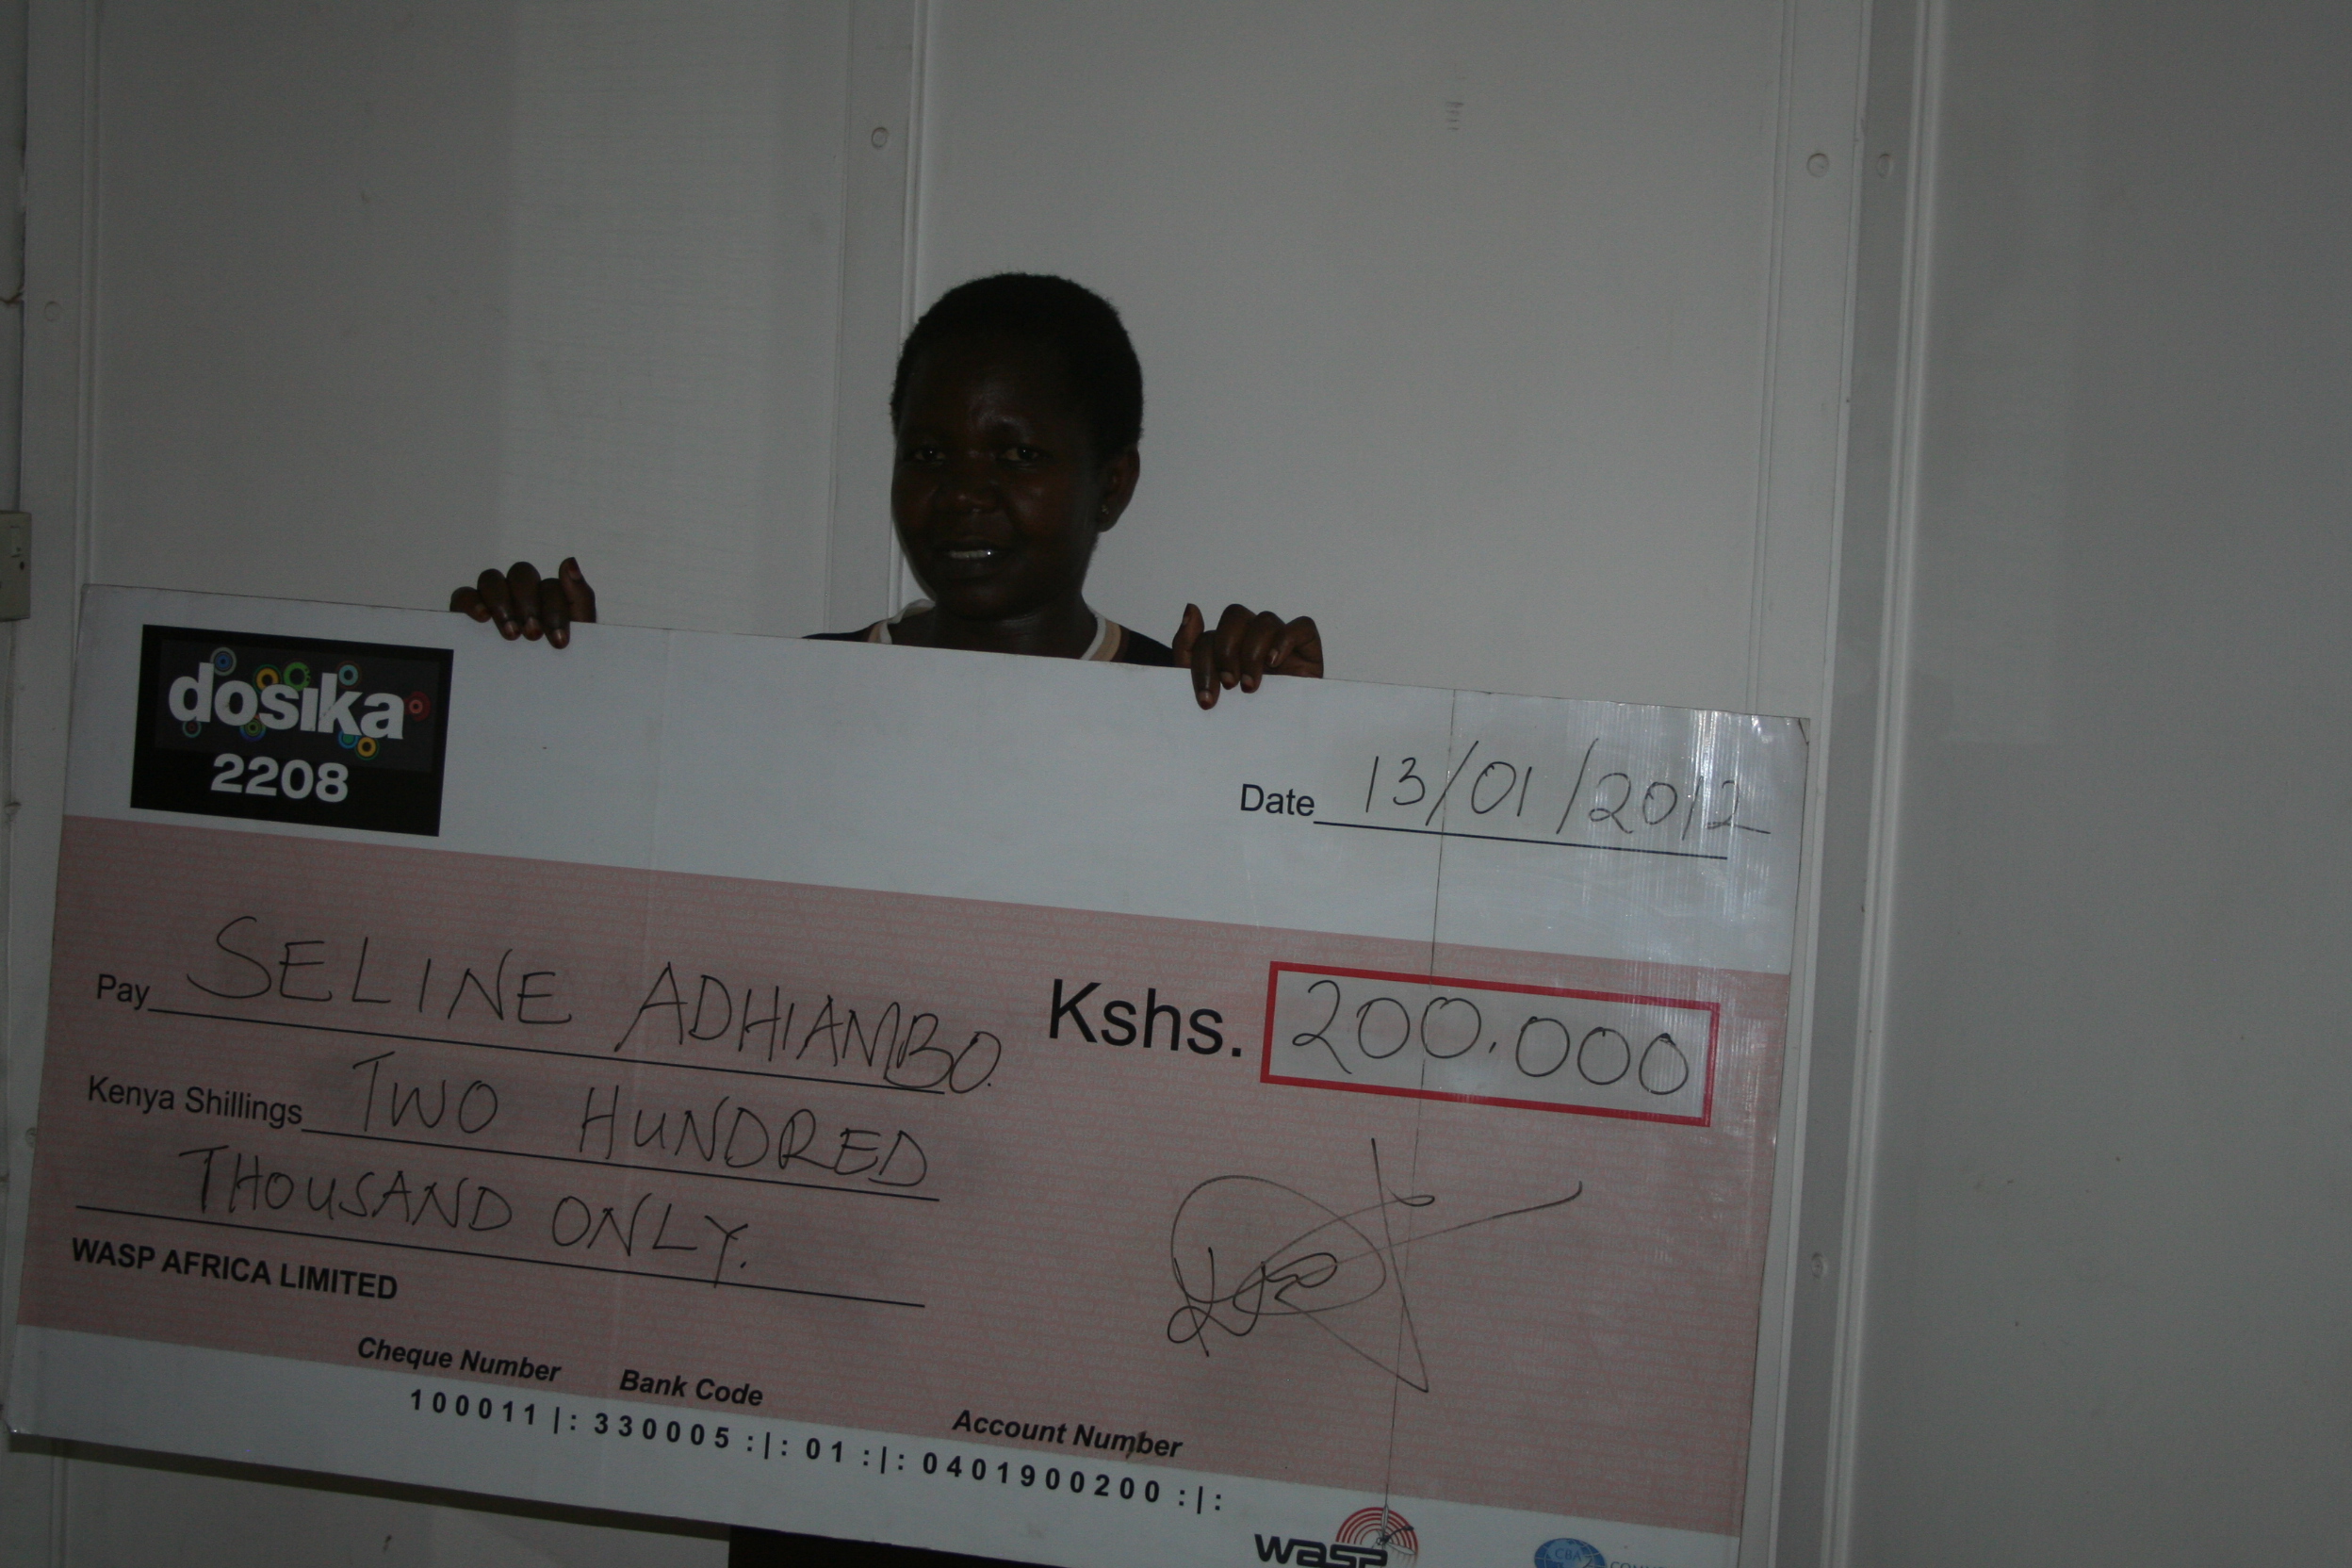 dosika
2208
Date 13/01/2012
Pay SELINE ADHIAMBO.
Kshs. 200.000
Kenya Shillings TWO HUNDRED
THOUSAND ONLY.
WASP AFRICA LIMITED
Cheque Number Bank Code Account Number
100011 |: 330005 :|: 01 :|: 0401900200 :|:
wasp
CBA